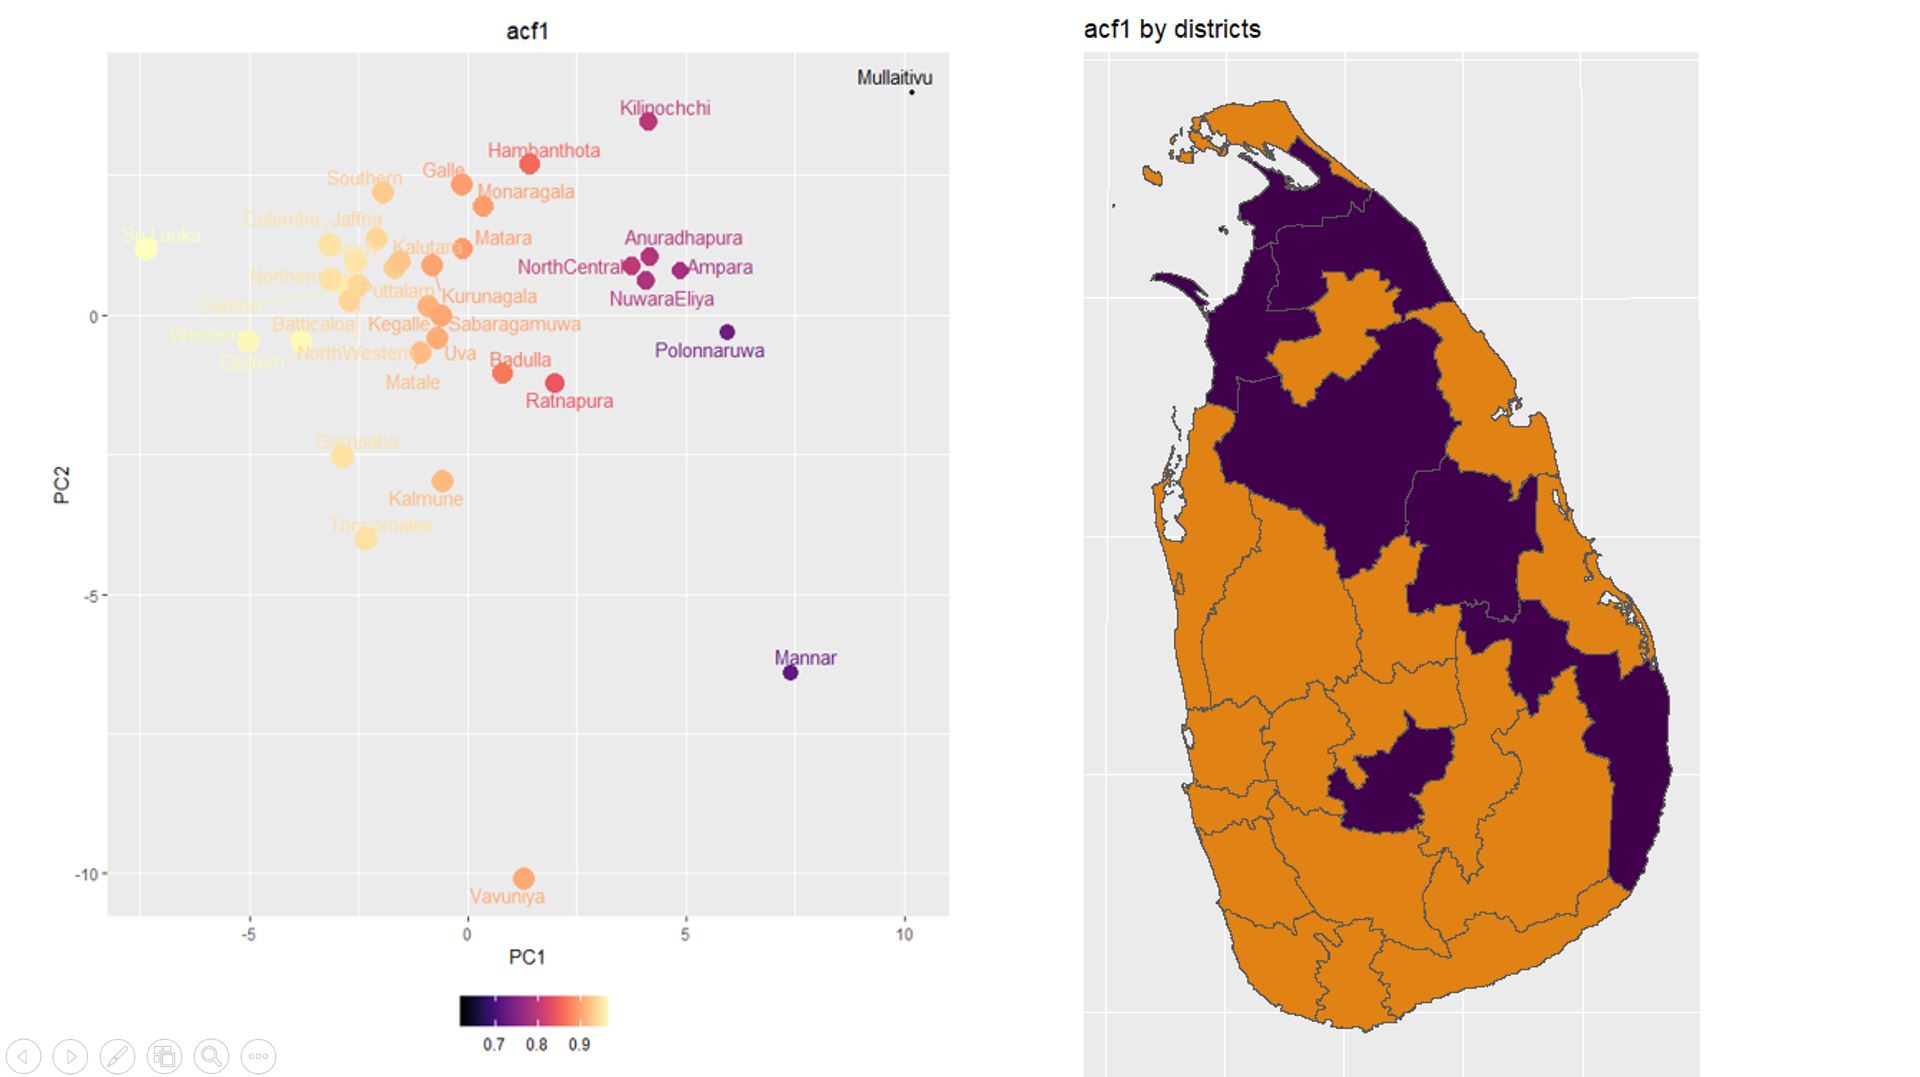 acf1
acf1 by districts
Mullaitivu
Kilinochchi
Hambanthota
Galle
Southern
Monaragala
Colombo
Jaffna
Sri Lanka
Matara
Anuradhapura
Kalutara
NorthCentral
Ampara
Northern
Puttalam
Kurunagala
NuwaraEliya
Central
Batticaloa
Kegalle
Sabaragamuwa
Western
Polonnaruwa
NorthWestern
Uva
Badulla
Eastern
Matale
Ratnapura
Gampaha
Kalmune
Trincomalee
Mannar
Vavuniya
0
-5
-10
PC2
-5
0
5
10
PC1
0.7 0.8 0.9